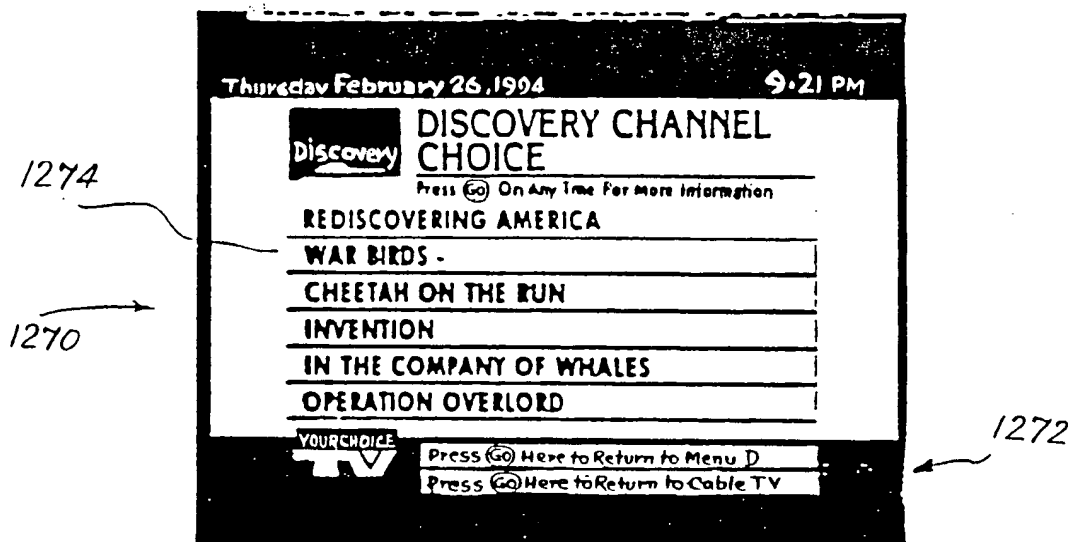 Thursday February 26, 1994 9:21 PM
Discovery
DISCOVERY CHANNEL
CHOICE
Press Go On Any Time For More Information
REDISCOVERING AMERICA
1274
WAR BIRDS -
CHEETAH ON THE RUN
1270
INVENTION
IN THE COMPANY OF WHALES
OPERATION OVERLORD
YOUR CHOICE
TV
1272
Press Go Here to Return to Menu D
Press Go Here to Return to Cable TV